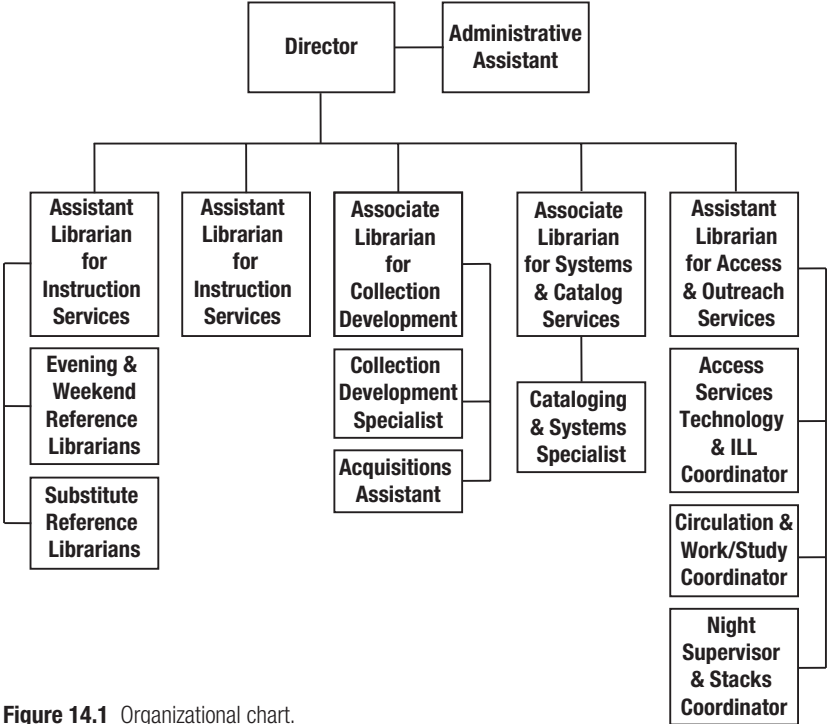 Director
Administrative
Assistant
Assistant
Librarian
for
Instruction
Services
Evening &
Weekend
Reference
Librarians
Substitute
Reference
Librarians
Assistant
Librarian
for
Instruction
Services
Associate
Librarian
for
Collection
Development
Collection
Development
Specialist
Acquisitions
Assistant
Associate
Librarian
for Systems
& Catalog
Services
Cataloging
& Systems
Specialist
Assistant
Librarian
for Access
& Outreach
Services
Access
Services
Technology
& ILL
Coordinator
Circulation &
Work/Study
Coordinator
Night
Supervisor
& Stacks
Coordinator
Figure 14.1 Organizational chart.